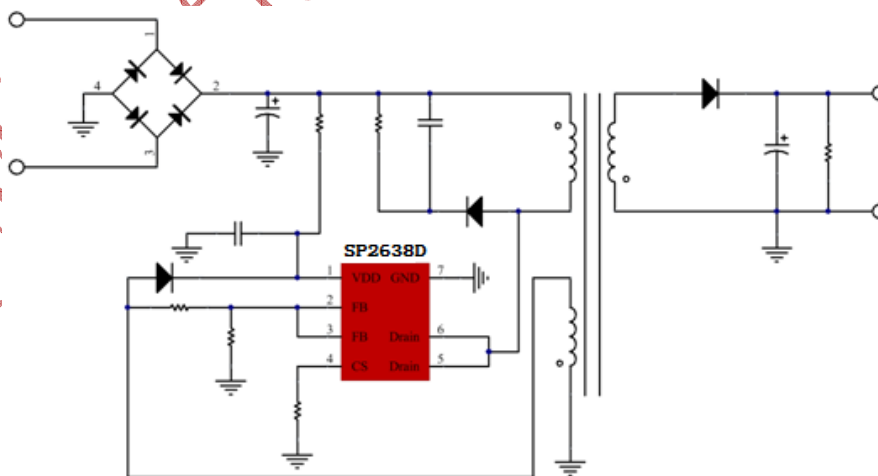 1
4
2
3
+
+
SP2638D
1 VDD GND 7
2 FB
3 FB Drain 6
4 CS Drain 5